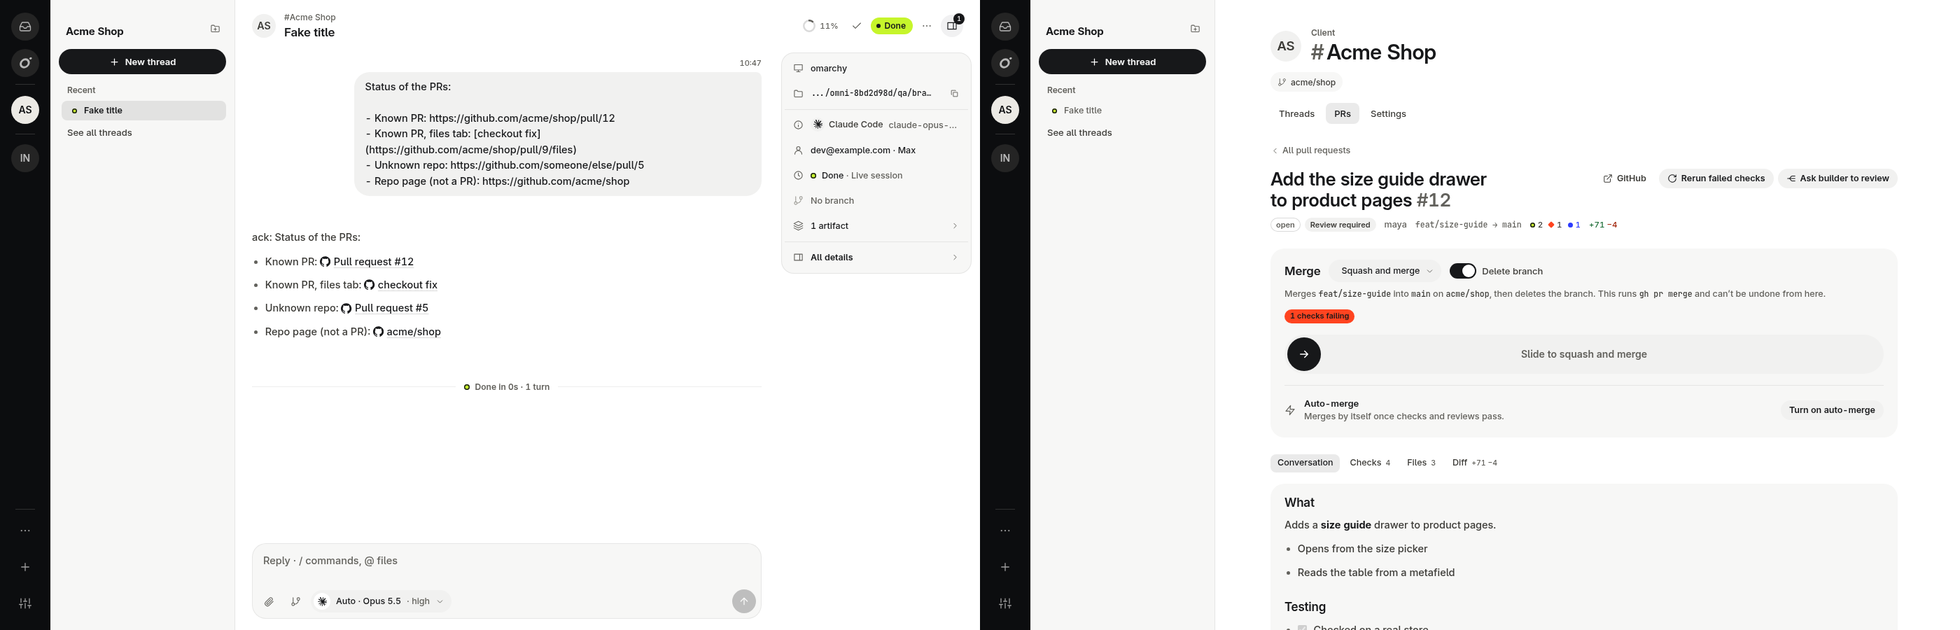 AS
IN
Acme Shop
+ New thread
Recent
Fake title
See all threads
AS
#Acme Shop
Fake title
11%
Done
1
10:47
Status of the PRs:
- Known PR: https://github.com/acme/shop/pull/12
- Known PR, files tab: [checkout fix]
(https://github.com/acme/shop/pull/9/files)
- Unknown repo: https://github.com/someone/else/pull/5
- Repo page (not a PR): https://github.com/acme/shop
ack: Status of the PRs:
• Known PR: Pull request #12
• Known PR, files tab: checkout fix
• Unknown repo: Pull request #5
• Repo page (not a PR): acme/shop
Done in 0s · 1 turn
Reply · / commands, @ files
Auto · Opus 5.5 · high
omarchy
.../omni-8bd2d98d/qa/bra…
Claude Code claude-opus-…
dev@example.com · Max
Done · Live session
No branch
1 artifact
All details
AS
IN
Acme Shop
+ New thread
Recent
Fake title
See all threads
AS
Client
#Acme Shop
acme/shop
Threads PRs Settings
All pull requests
Add the size guide drawer
to product pages #12
GitHub Rerun failed checks Ask builder to review
open Review required maya feat/size-guide → main 2 1 1 +71 −4
Merge Squash and merge Delete branch
Merges feat/size-guide into main on acme/shop, then deletes the branch. This runs gh pr merge and can't be undone from here.
1 checks failing
Slide to squash and merge
Auto-merge
Merges by itself once checks and reviews pass.
Turn on auto-merge
Conversation Checks 4 Files 3 Diff +71 −4
What
Adds a size guide drawer to product pages.
• Opens from the size picker
• Reads the table from a metafield
Testing
Checked on a real store